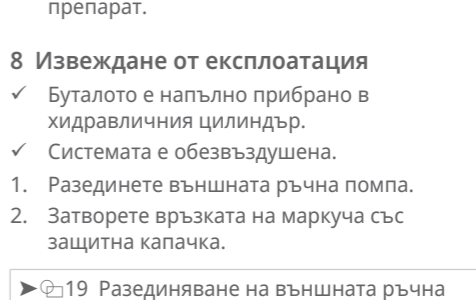 препарат.
8 Извеждане от експлоатация
✓ Буталото е напълно прибрано в
хидравличния цилиндър.
✓ Системата е обезвъздушена.
1. Разединете външната ръчна помпа.
2. Затворете връзката на маркуча със
защитна капачка.
➤ 19 Разединяване на външната ръчна